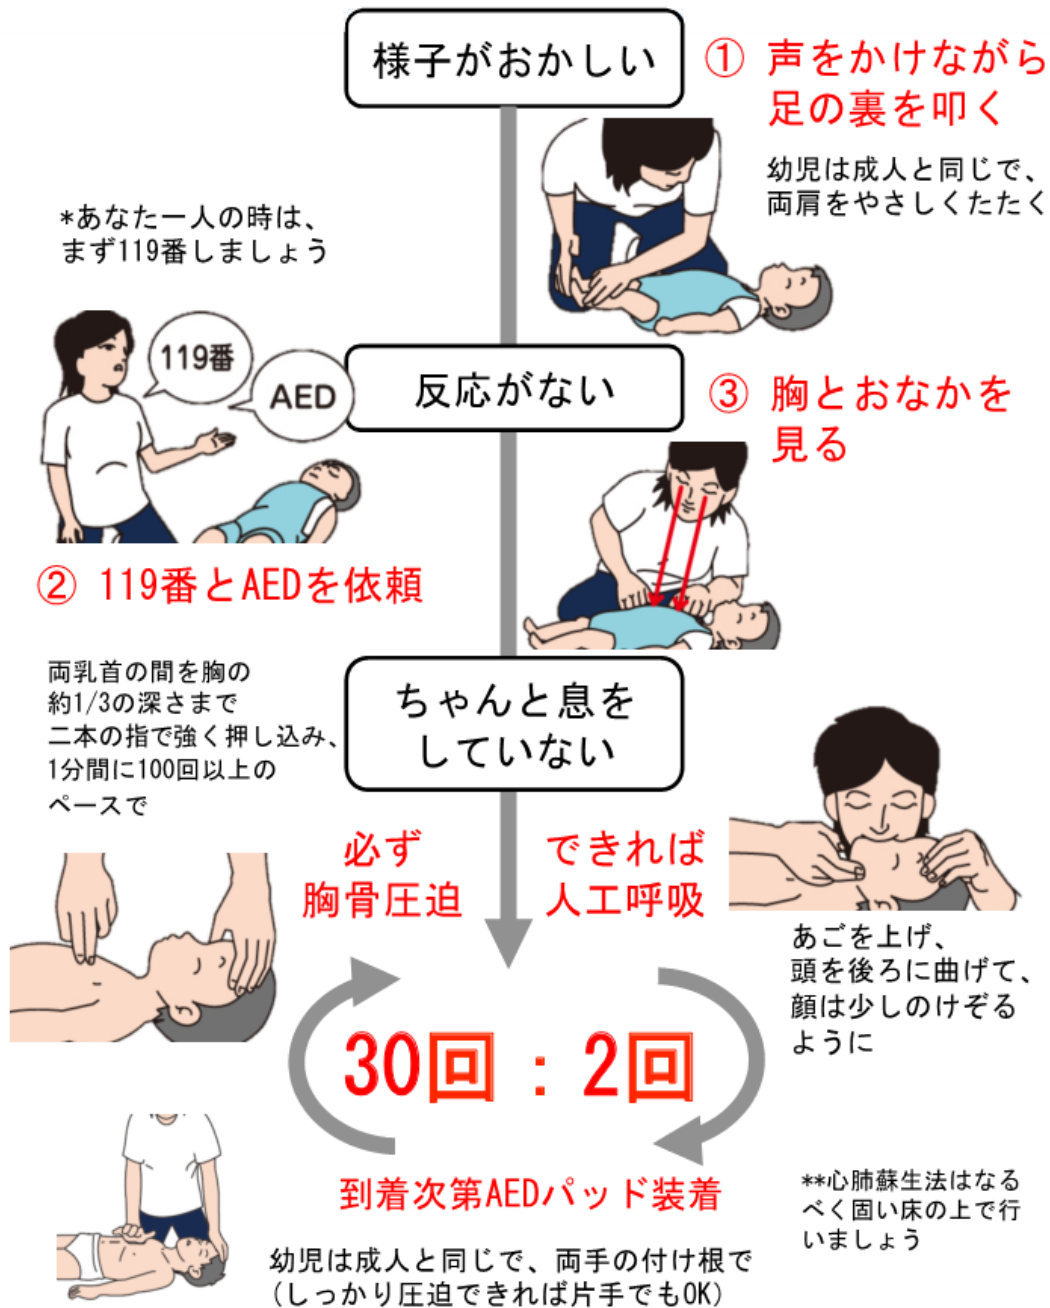 様子がおかしい
① 声をかけながら
足の裏を叩く
幼児は成人と同じで、
両肩をやさしくたたく
*あなた一人の時は、
まず119番しましょう
119番
AED
反応がない
② 119番とAEDを依頼
③ 胸とおなかを
見る
ちゃんと息を
していない
両乳首の間を胸の
約1/3の深さまで
二本の指で強く押し込み、
1分間に100回以上の
ペースで
必ず
胸骨圧迫
できれば
人工呼吸
あごを上げ、
頭を後ろに曲げて、
顔は少しのけぞる
ように
30回：2回
到着次第AEDパッド装着
幼児は成人と同じで、両手の付け根で
(しっかり圧迫できれば片手でもOK)
**心肺蘇生法はなる
べく固い床の上で行
いましょう